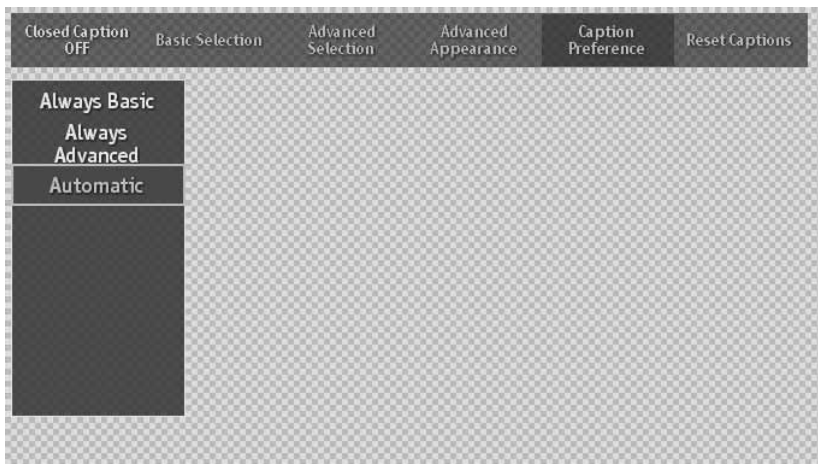 Closed Caption
OFF
Basic Selection
Advanced
Selection
Advanced
Appearance
Caption
Preference
Reset Captions
Always Basic
Always
Advanced
Automatic